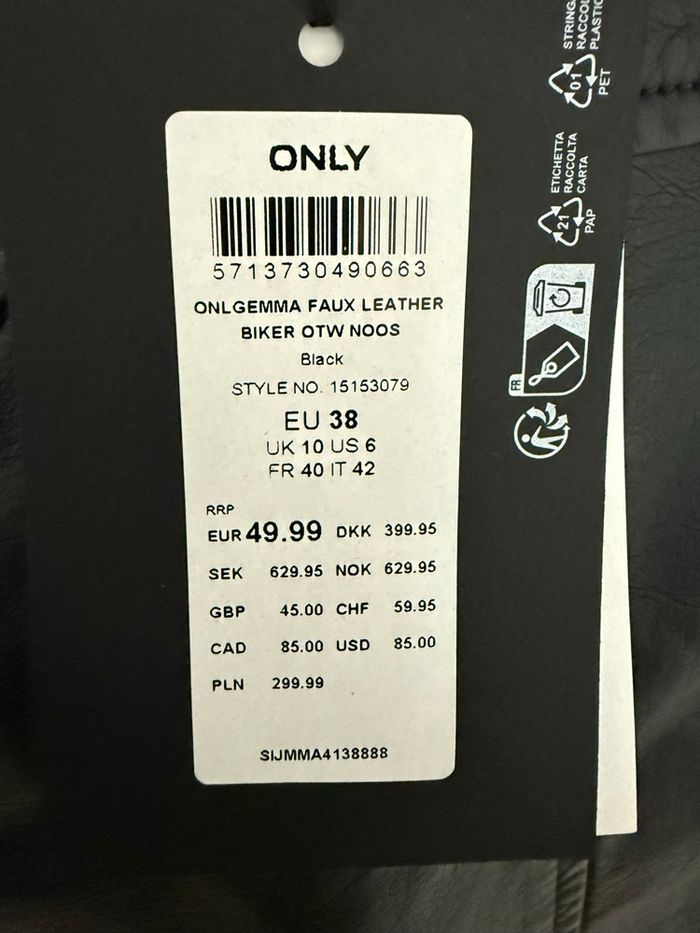 ONLY
5713730490663
ONLGEMMA FAUX LEATHER
BIKER OTW NOOS
Black
STYLE NO. 15153079
EU 38
UK 10 US 6
FR 40 IT 42
RRP
EUR 49.99 DKK 399.95
SEK 629.95 NOK 629.95
GBP 45.00 CHF 59.95
CAD 85.00 USD 85.00
PLN 299.99
SIJMMA4138888
01
PET
ETICHETTA
RACCOLTA
CARTA
21
PAP
FR